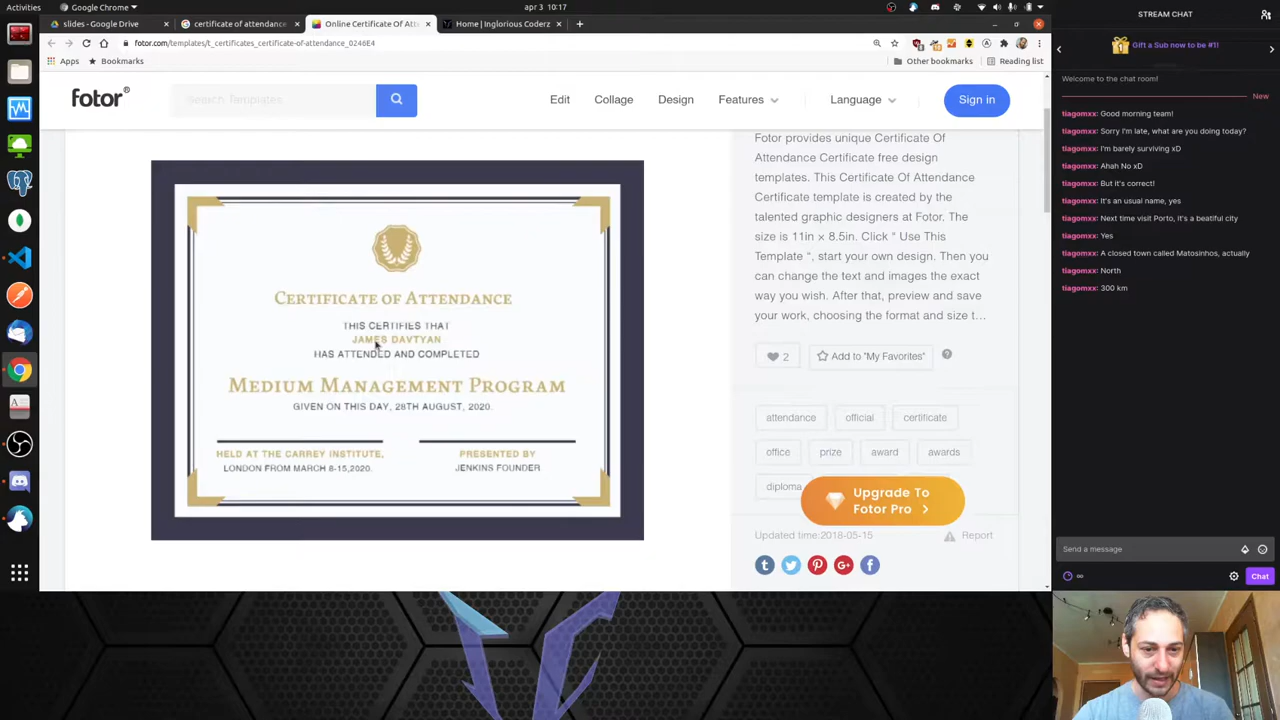 Activities
Google Chrome
apr 3 10:17
slides - Google Drive
certificate of attendance
Online Certificate Of Att
Home | Inglorious Coderz
fotor.com/templates/t_certificates_certificate-of-attendance_0246E4
Apps
Bookmarks
Other bookmarks
Reading list
fotor
Search Templates
Edit
Collage
Design
Features
Language
Sign in
CERTIFICATE OF ATTENDANCE
THIS CERTIFIES THAT
JAMES DAVTYAN
HAS ATTENDED AND COMPLETED
MEDIUM MANAGEMENT PROGRAM
GIVEN ON THIS DAY, 28TH AUGUST, 2020.
HELD AT THE CARREY INSTITUTE,
LONDON FROM MARCH 6-15,2020.
PRESENTED BY
JENKINS FOUNDER
Fotor provides unique Certificate Of
Attendance Certificate free design
templates. This Certificate Of Attendance
Certificate template is created by the
talented graphic designers at Fotor. The
size is 11in × 8.5in. Click " Use This
Template ", start your own design. Then you
can change the text and images the exact
way you wish. After that, preview and save
your work, choosing the format and size t...
2
Add to "My Favorites"
attendance
official
certificate
office
prize
award
awards
diploma
Upgrade To
Fotor Pro >
Updated time:2018-05-15
Report
STREAM CHAT
Gift a Sub now to be #1!
Welcome to the chat room!
New
tiagomxx: Good morning team!
tiagomxx: Sorry I'm late, what are you doing today?
tiagomxx: I'm barely surviving xD
tiagomxx: Ahah No xD
tiagomxx: But it's correct!
tiagomxx: It's an usual name, yes
tiagomxx: Next time visit Porto, it's a beatiful city
tiagomxx: Yes
tiagomxx: A closed town called Matosinhos, actually
tiagomxx: North
tiagomxx: 300 km
Send a message
Chat